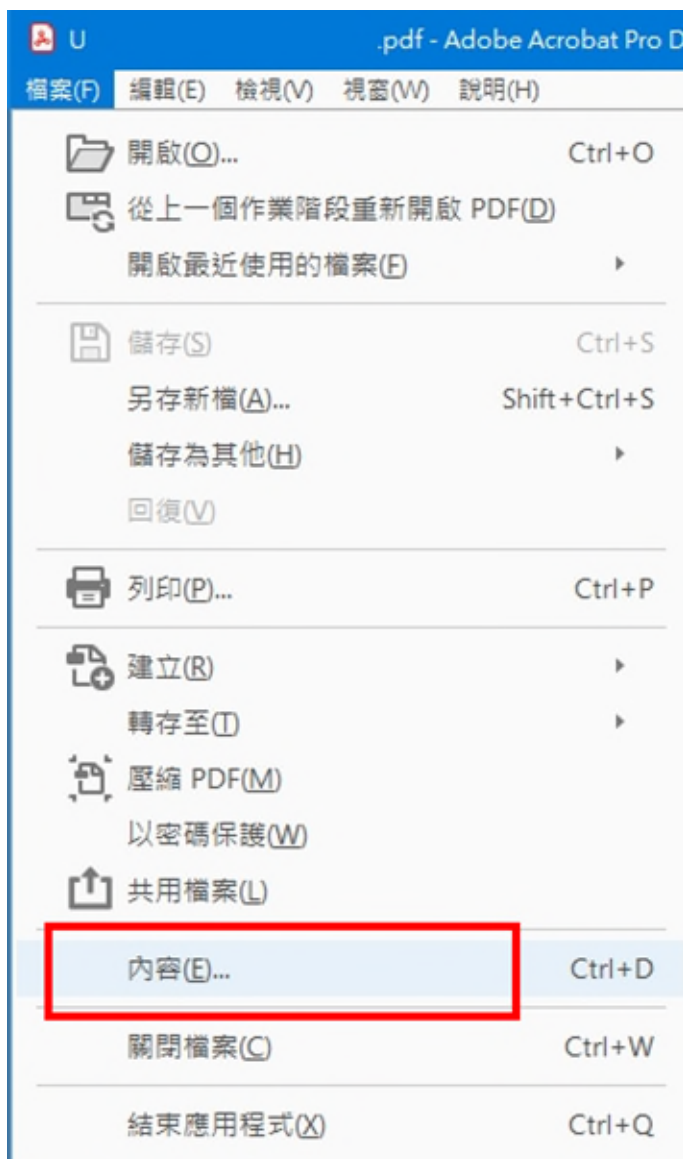 U .pdf - Adobe Acrobat Pro D
檔案(F) 編輯(E) 檢視(V) 視窗(W) 說明(H)
開啟(O)... Ctrl+O
從上一個作業階段重新開啟 PDF(D)
開啟最近使用的檔案(F)
儲存(S) Ctrl+S
另存新檔(A)... Shift+Ctrl+S
儲存為其他(H)
回復(V)
列印(P)... Ctrl+P
建立(R)
轉存至(T)
壓縮 PDF(M)
以密碼保護(W)
共用檔案(L)
內容(E)... Ctrl+D
關閉檔案(C) Ctrl+W
結束應用程式(X) Ctrl+Q